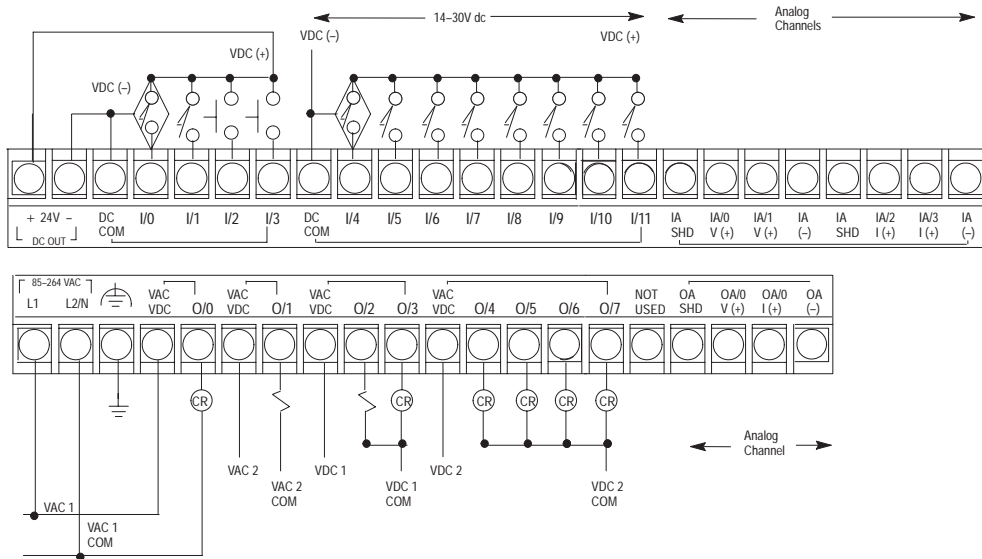 14–30V dc
Analog
Channels
VDC (–)
VDC (+)
VDC (+)
VDC (–)
+ 24V –
DC OUT
DC
COM
I/0
I/1
I/2
I/3
DC
COM
I/4
I/5
I/6
I/7
I/8
I/9
I/10
I/11
IA
SHD
IA/0
V (+)
IA/1
V (+)
IA
(–)
IA
SHD
IA/2
I (+)
IA/3
I (+)
IA
(–)
85–264 VAC
L1
L2/N
VAC
VDC
O/0
VAC
VDC
O/1
VAC
VDC
O/2
O/3
VAC
VDC
O/4
O/5
O/6
O/7
NOT
USED
OA
SHD
OA/0
V (+)
OA/0
I (+)
OA
(–)
CR
CR
CR
CR
CR
CR
Analog
Channel
VAC 2
VAC 2
COM
VDC 1
VDC 1
COM
VDC 2
VDC 2
COM
VAC 1
VAC 1
COM